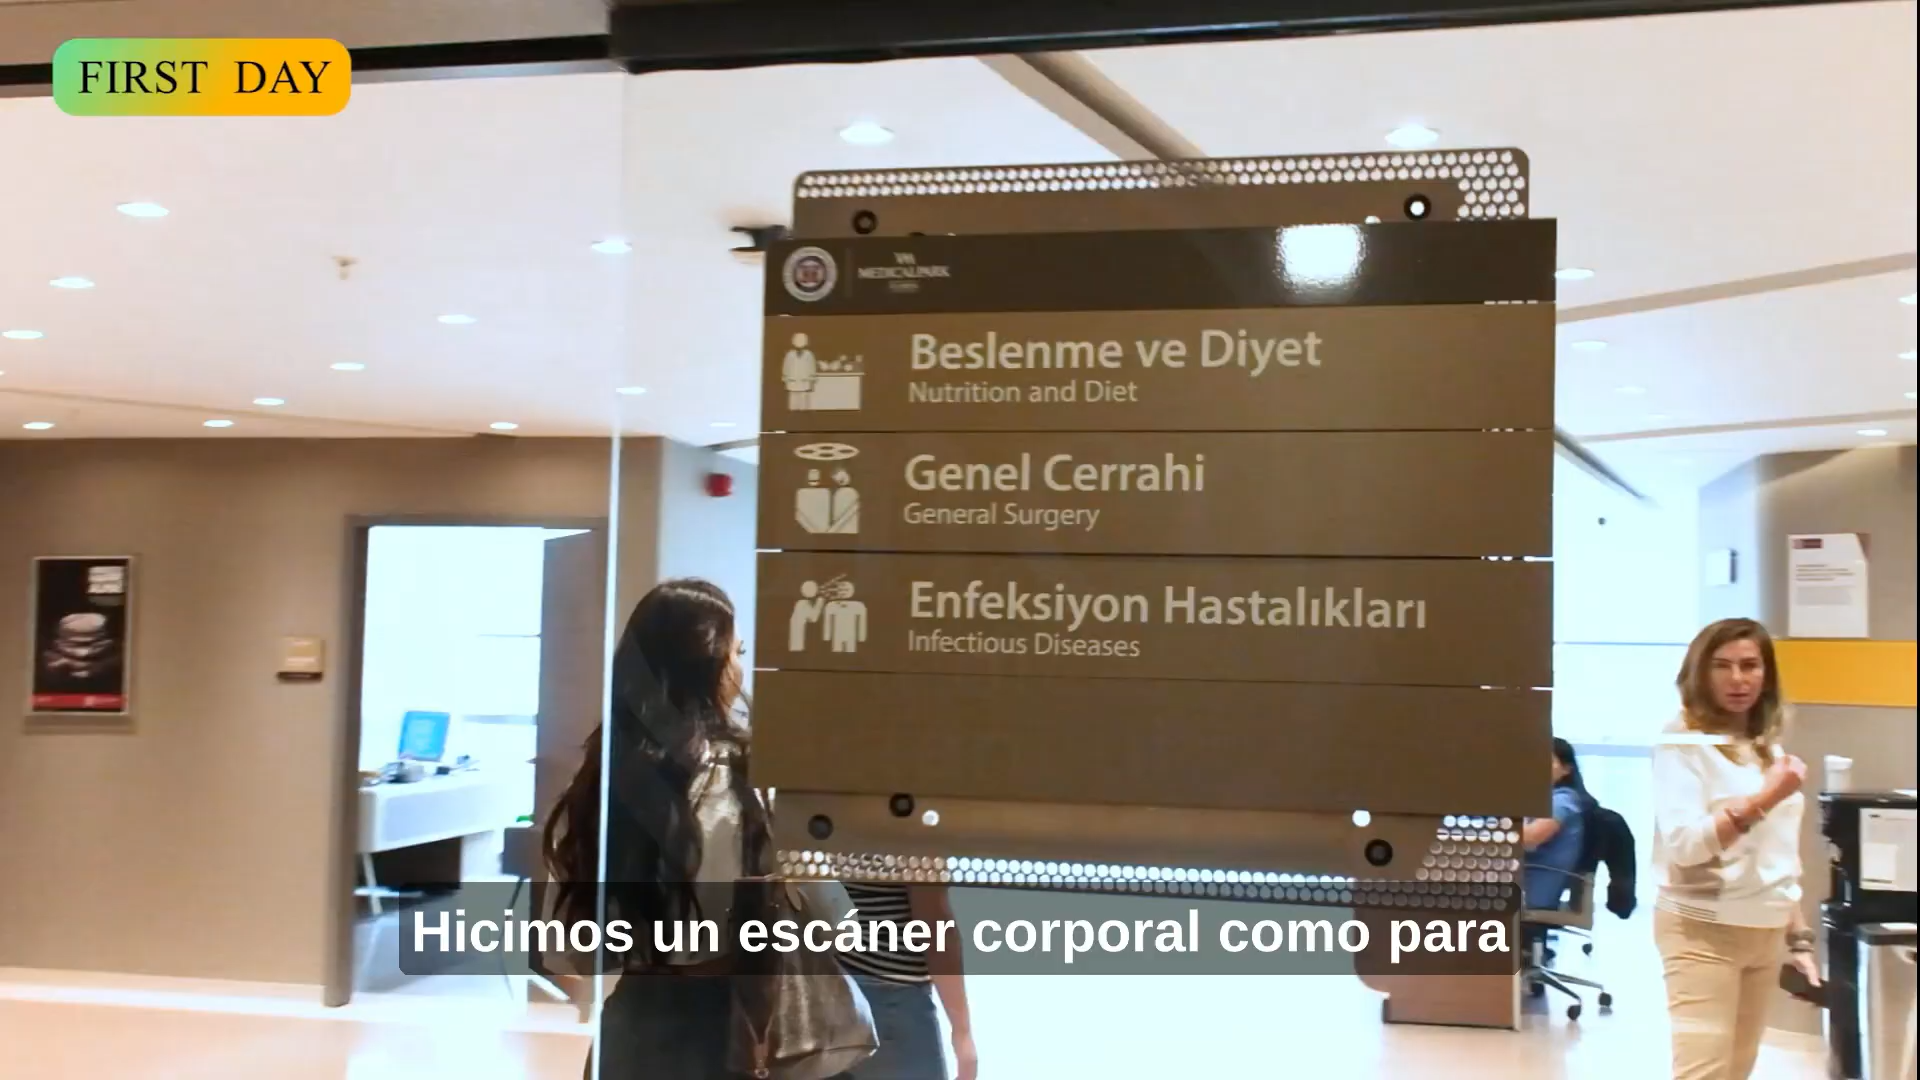 FIRST DAY
VM
MEDICALPARK
Beslenme ve Diyet
Nutrition and Diet
Genel Cerrahi
General Surgery
Enfeksiyon Hastalıkları
Infectious Diseases
Hicimos un escáner corporal como para